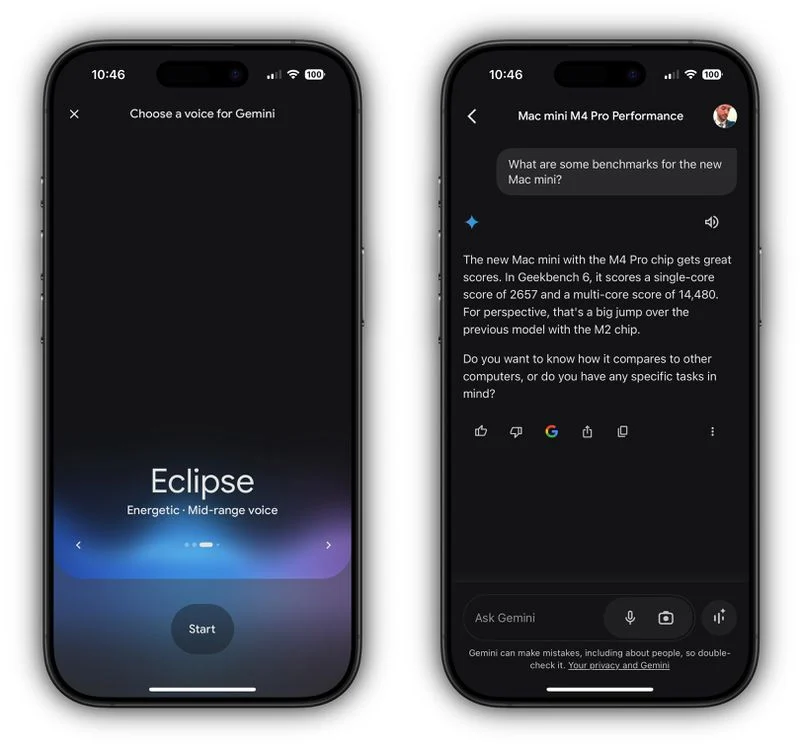 10:46
100
Choose a voice for Gemini
Eclipse
Energetic · Mid-range voice
Start
10:46
100
Mac mini M4 Pro Performance
What are some benchmarks for the new
Mac mini?
The new Mac mini with the M4 Pro chip gets great
scores. In Geekbench 6, it scores a single-core
score of 2657 and a multi-core score of 14,480.
For perspective, that's a big jump over the
previous model with the M2 chip.
Do you want to know how it compares to other
computers, or do you have any specific tasks in
mind?
Ask Gemini
Gemini can make mistakes, including about people, so double-
check it. Your privacy and Gemini